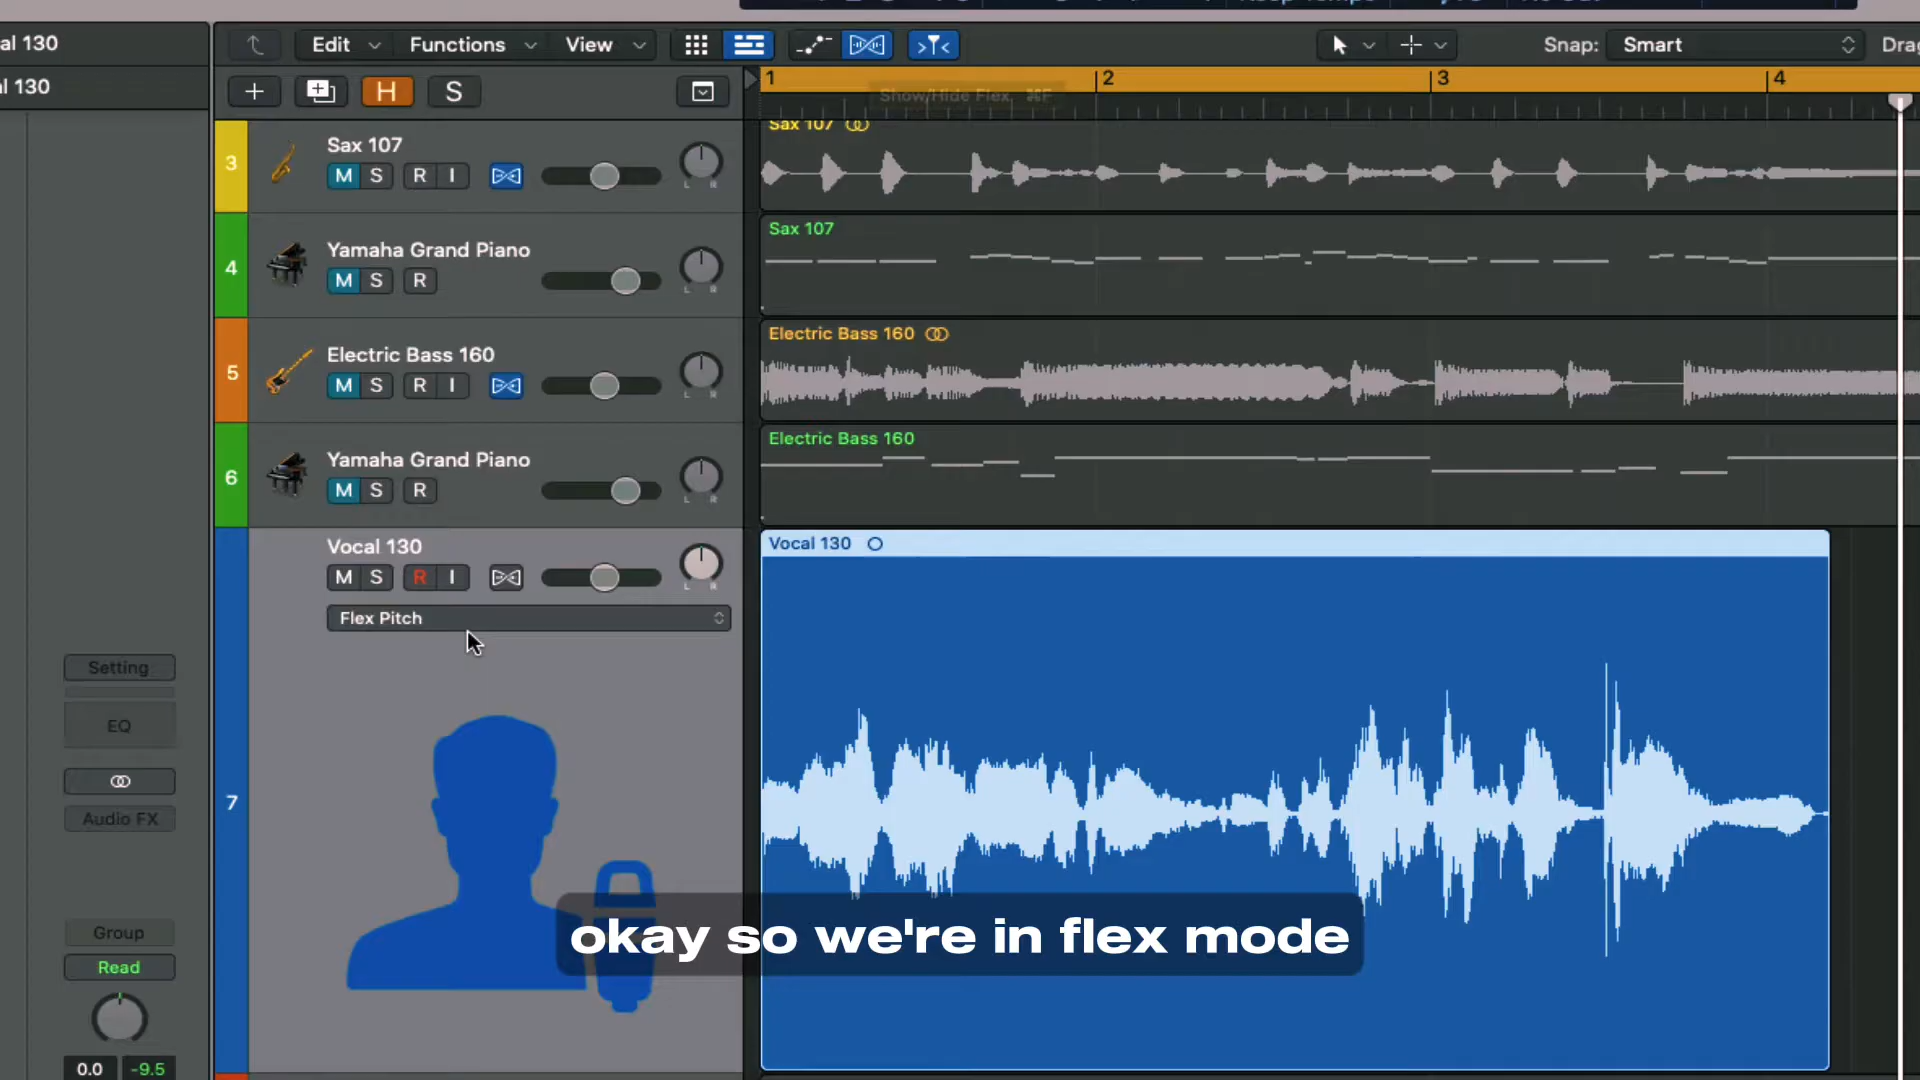 al 130
al 130
Edit
Functions
View
Snap: Smart
Drag
H
S
1
2
3
4
Show/Hide Flex ⌘F
3
Sax 107
M S R I
L R
Sax 107
4
Yamaha Grand Piano
M S R
L R
Sax 107
5
Electric Bass 160
M S R I
L R
Electric Bass 160
6
Yamaha Grand Piano
M S R
L R
Electric Bass 160
7
Vocal 130
M S R I
L R
Flex Pitch
Vocal 130
Setting
EQ
Audio FX
Group
Read
0.0
-9.5
okay so we're in flex mode